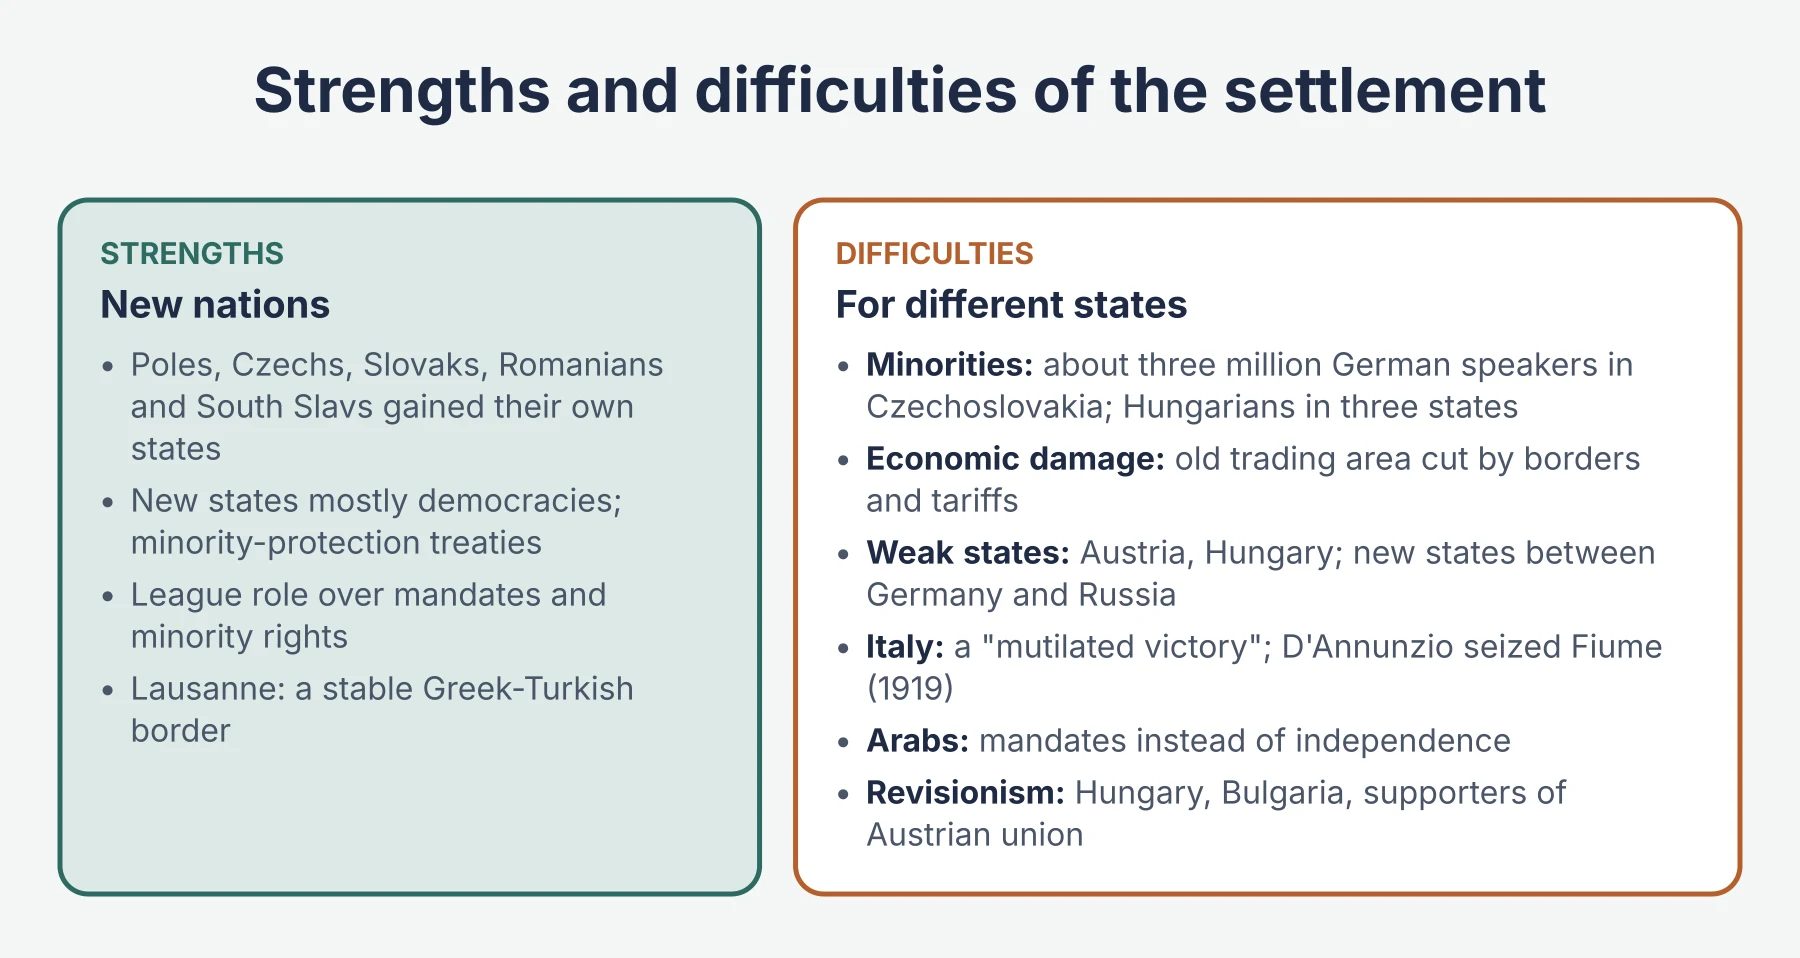 Strengths and difficulties of the settlement
STRENGTHS
New nations
• Poles, Czechs, Slovaks, Romanians
and South Slavs gained their own
states
• New states mostly democracies;
minority-protection treaties
• League role over mandates and
minority rights
• Lausanne: a stable Greek-Turkish
border
DIFFICULTIES
For different states
• Minorities: about three million German speakers in
Czechoslovakia; Hungarians in three states
• Economic damage: old trading area cut by borders
and tariffs
• Weak states: Austria, Hungary; new states between
Germany and Russia
• Italy: a "mutilated victory"; D'Annunzio seized Fiume
(1919)
• Arabs: mandates instead of independence
• Revisionism: Hungary, Bulgaria, supporters of
Austrian union